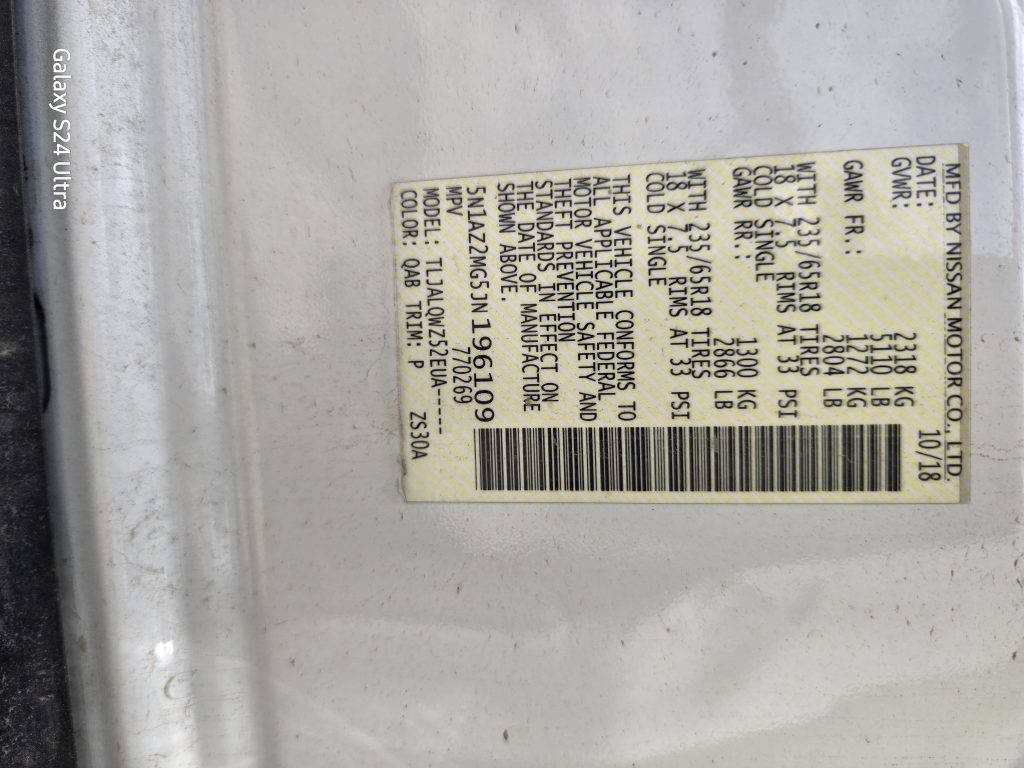 MFD BY NISSAN MOTOR CO., LTD.
DATE: 10/18
GVWR: 2318 KG
5110 LB
GAWR FR.: 1272 KG
2804 LB
WITH 235/65R18 TIRES
18 X 7.5 RIMS AT 33 PSI
COLD SINGLE
GAWR RR.: 1300 KG
2866 LB
WITH 235/65R18 TIRES
18 X 7.5 RIMS AT 33 PSI
COLD SINGLE
THIS VEHICLE CONFORMS TO
ALL APPLICABLE FEDERAL
MOTOR VEHICLE SAFETY AND
THEFT PREVENTION
STANDARDS IN EFFECT ON
THE DATE OF MANUFACTURE
SHOWN ABOVE.
5N1AZ2MG5JN196109
MPV 770269
MODEL: TLJALQWZ52EUA-----
COLOR: QAB TRIM: P ZS30A
Galaxy S24 Ultra